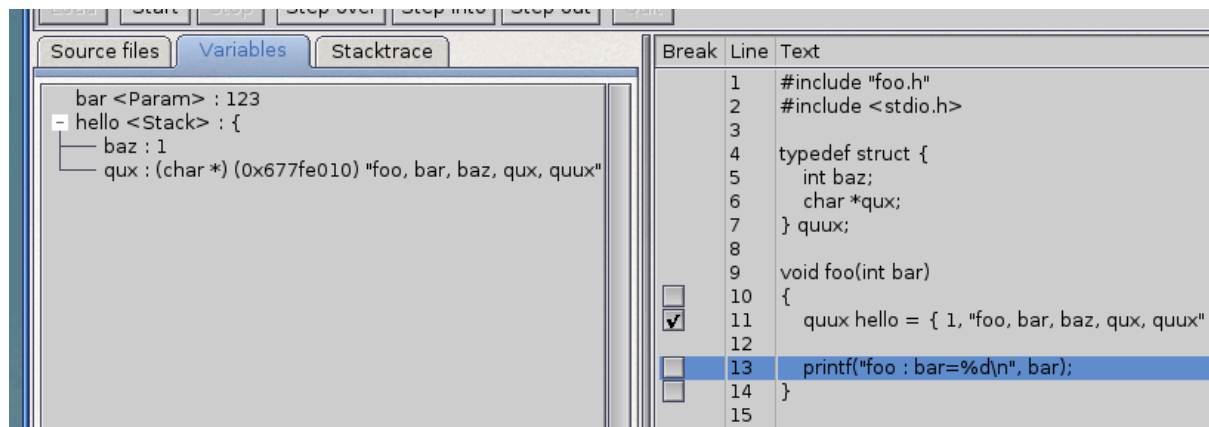 Load Start Stop Step over Step into Step out Quit
Source files Variables Stacktrace
bar <Param> : 123
hello <Stack> : {
baz : 1
qux : (char *) (0x677fe010) "foo, bar, baz, qux, quux"
Break Line Text
1 #include "foo.h"
2 #include <stdio.h>
3
4 typedef struct {
5 int baz;
6 char *qux;
7 } quux;
8
9 void foo(int bar)
10 {
11 quux hello = { 1, "foo, bar, baz, qux, quux"
12
13 printf("foo : bar=%d\n", bar);
14 }
15